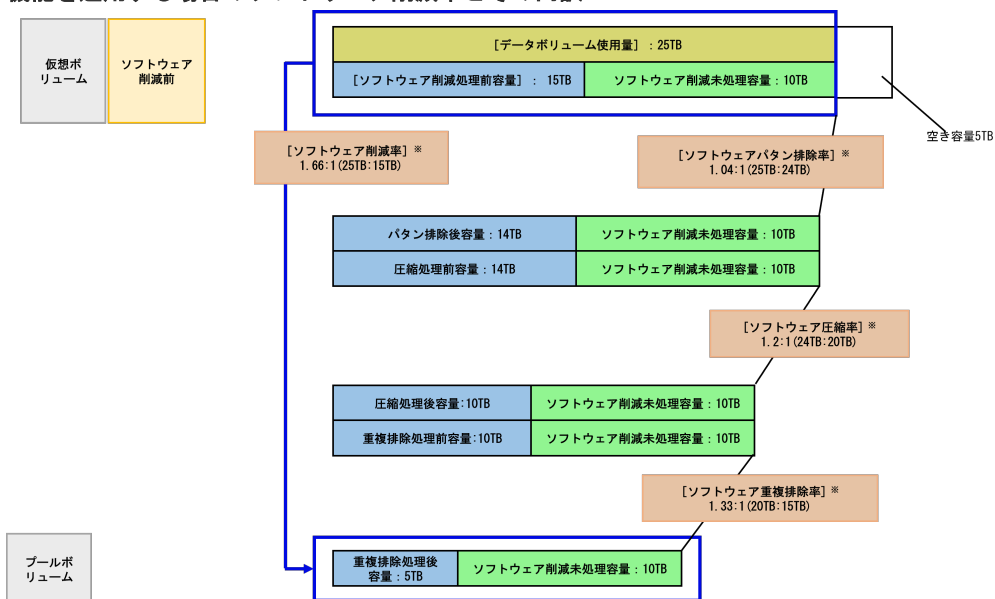 仮想ボ
リューム
ソフトウェア
削減前
[データボリューム使用量] : 25TB
[ソフトウェア削減処理前容量] : 15TB
ソフトウェア削減未処理容量：10TB
空き容量5TB
[ソフトウェア削減率] ※
1.66:1(25TB:15TB)
[ソフトウェアパタン排除率] ※
1.04:1(25TB:24TB)
パタン排除後容量：14TB
ソフトウェア削減未処理容量：10TB
圧縮処理前容量：14TB
ソフトウェア削減未処理容量：10TB
[ソフトウェア圧縮率] ※
1.2:1(24TB:20TB)
圧縮処理後容量:10TB
ソフトウェア削減未処理容量：10TB
重複排除処理前容量:10TB
ソフトウェア削減未処理容量：10TB
[ソフトウェア重複排除率] ※
1.33:1(20TB:15TB)
プールボ
リューム
重複排除処理後
容量：5TB
ソフトウェア削減未処理容量：10TB